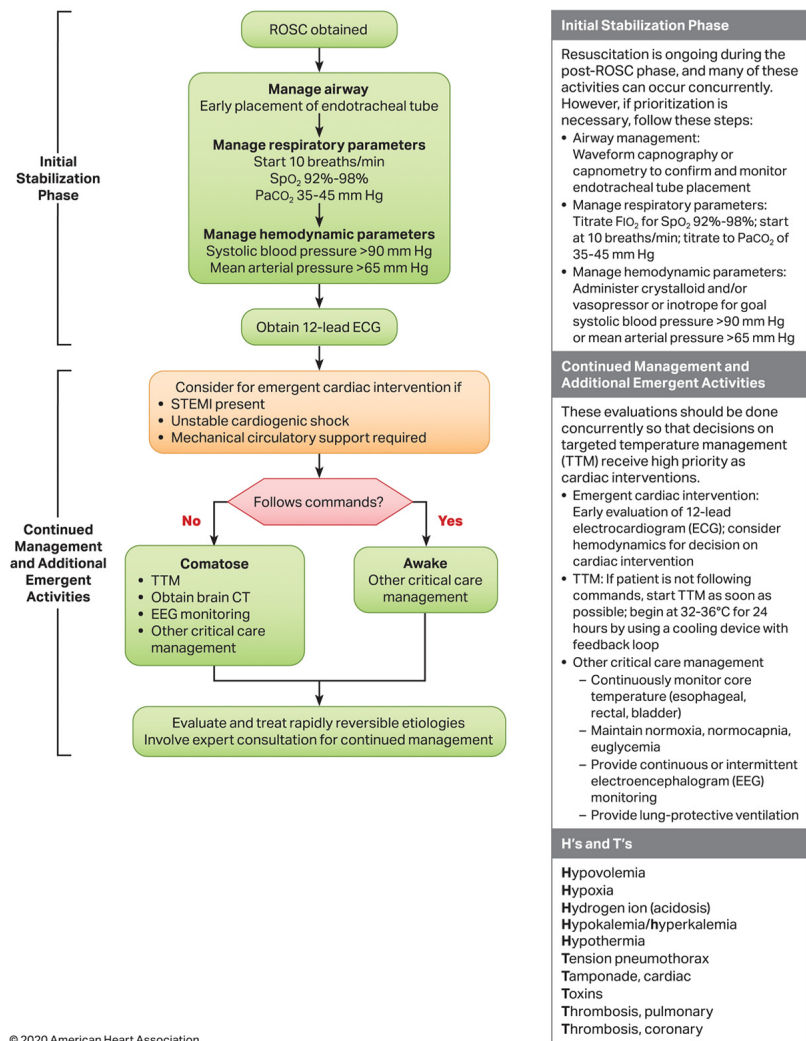 ROSC obtained
Manage airway
Early placement of endotracheal tube
Manage respiratory parameters
Start 10 breaths/min
SpO₂ 92%-98%
PaCO₂ 35-45 mm Hg
Manage hemodynamic parameters
Systolic blood pressure >90 mm Hg
Mean arterial pressure >65 mm Hg
Initial
Stabilization
Phase
Obtain 12-lead ECG
Consider for emergent cardiac intervention if
• STEMI present
• Unstable cardiogenic shock
• Mechanical circulatory support required
Follows commands?
No
Yes
Continued
Management
and Additional
Emergent
Activities
Comatose
• TTM
• Obtain brain CT
• EEG monitoring
• Other critical care
management
Awake
Other critical care
management
Evaluate and treat rapidly reversible etiologies
Involve expert consultation for continued management
© 2020 American Heart Association
Initial Stabilization Phase
Resuscitation is ongoing during the
post-ROSC phase, and many of these
activities can occur concurrently.
However, if prioritization is
necessary, follow these steps:
• Airway management:
Waveform capnography or
capnometry to confirm and monitor
endotracheal tube placement
• Manage respiratory parameters:
Titrate FIO₂ for SpO₂ 92%-98%; start
at 10 breaths/min; titrate to PaCO₂ of
35-45 mm Hg
• Manage hemodynamic parameters:
Administer crystalloid and/or
vasopressor or inotrope for goal
systolic blood pressure >90 mm Hg
or mean arterial pressure >65 mm Hg
Continued Management and
Additional Emergent Activities
These evaluations should be done
concurrently so that decisions on
targeted temperature management
(TTM) receive high priority as
cardiac interventions.
• Emergent cardiac intervention:
Early evaluation of 12-lead
electrocardiogram (ECG); consider
hemodynamics for decision on
cardiac intervention
• TTM: If patient is not following
commands, start TTM as soon as
possible; begin at 32-36°C for 24
hours by using a cooling device with
feedback loop
• Other critical care management
– Continuously monitor core
temperature (esophageal,
rectal, bladder)
– Maintain normoxia, normocapnia,
euglycemia
– Provide continuous or intermittent
electroencephalogram (EEG)
monitoring
– Provide lung-protective ventilation
H's and T's
Hypovolemia
Hypoxia
Hydrogen ion (acidosis)
Hypokalemia/hyperkalemia
Hypothermia
Tension pneumothorax
Tamponade, cardiac
Toxins
Thrombosis, pulmonary
Thrombosis, coronary